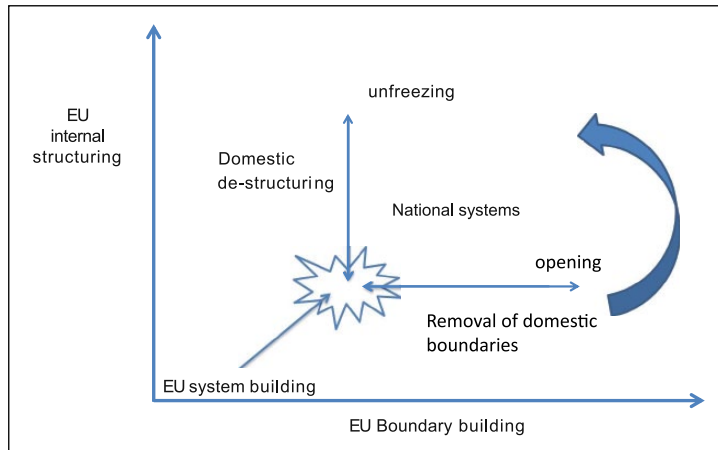 unfreezing
EU
internal
structuring
Domestic
de-structuring
National systems
opening
Removal of domestic
boundaries
EU system building
EU Boundary building